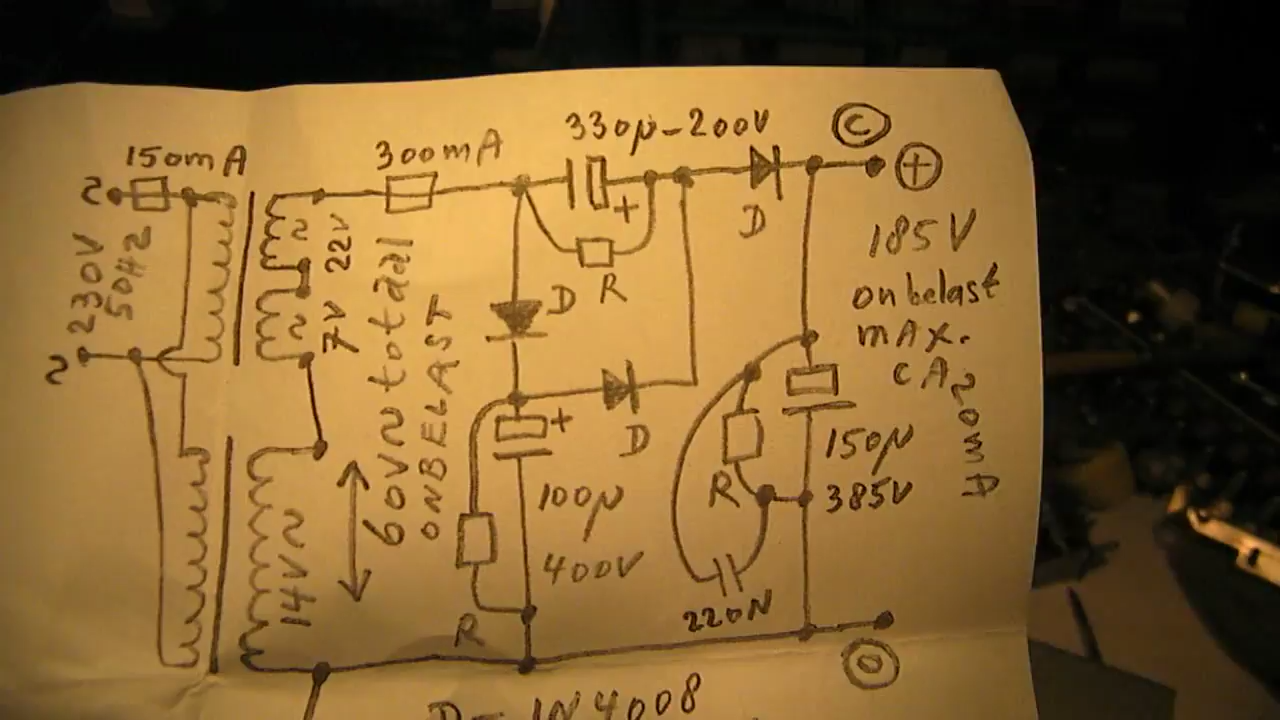 150mA
300mA
330µ-200V
C
+
~
230V
50HZ
~
22V
7V
~
~
60VN totaal
ONBELAST
D
R
+
D
D
185V
onbelast
MAX.
CA 20mA
R
150µ
385V
100µ
400V
R
220N
14V
~
0
D = 1N4008